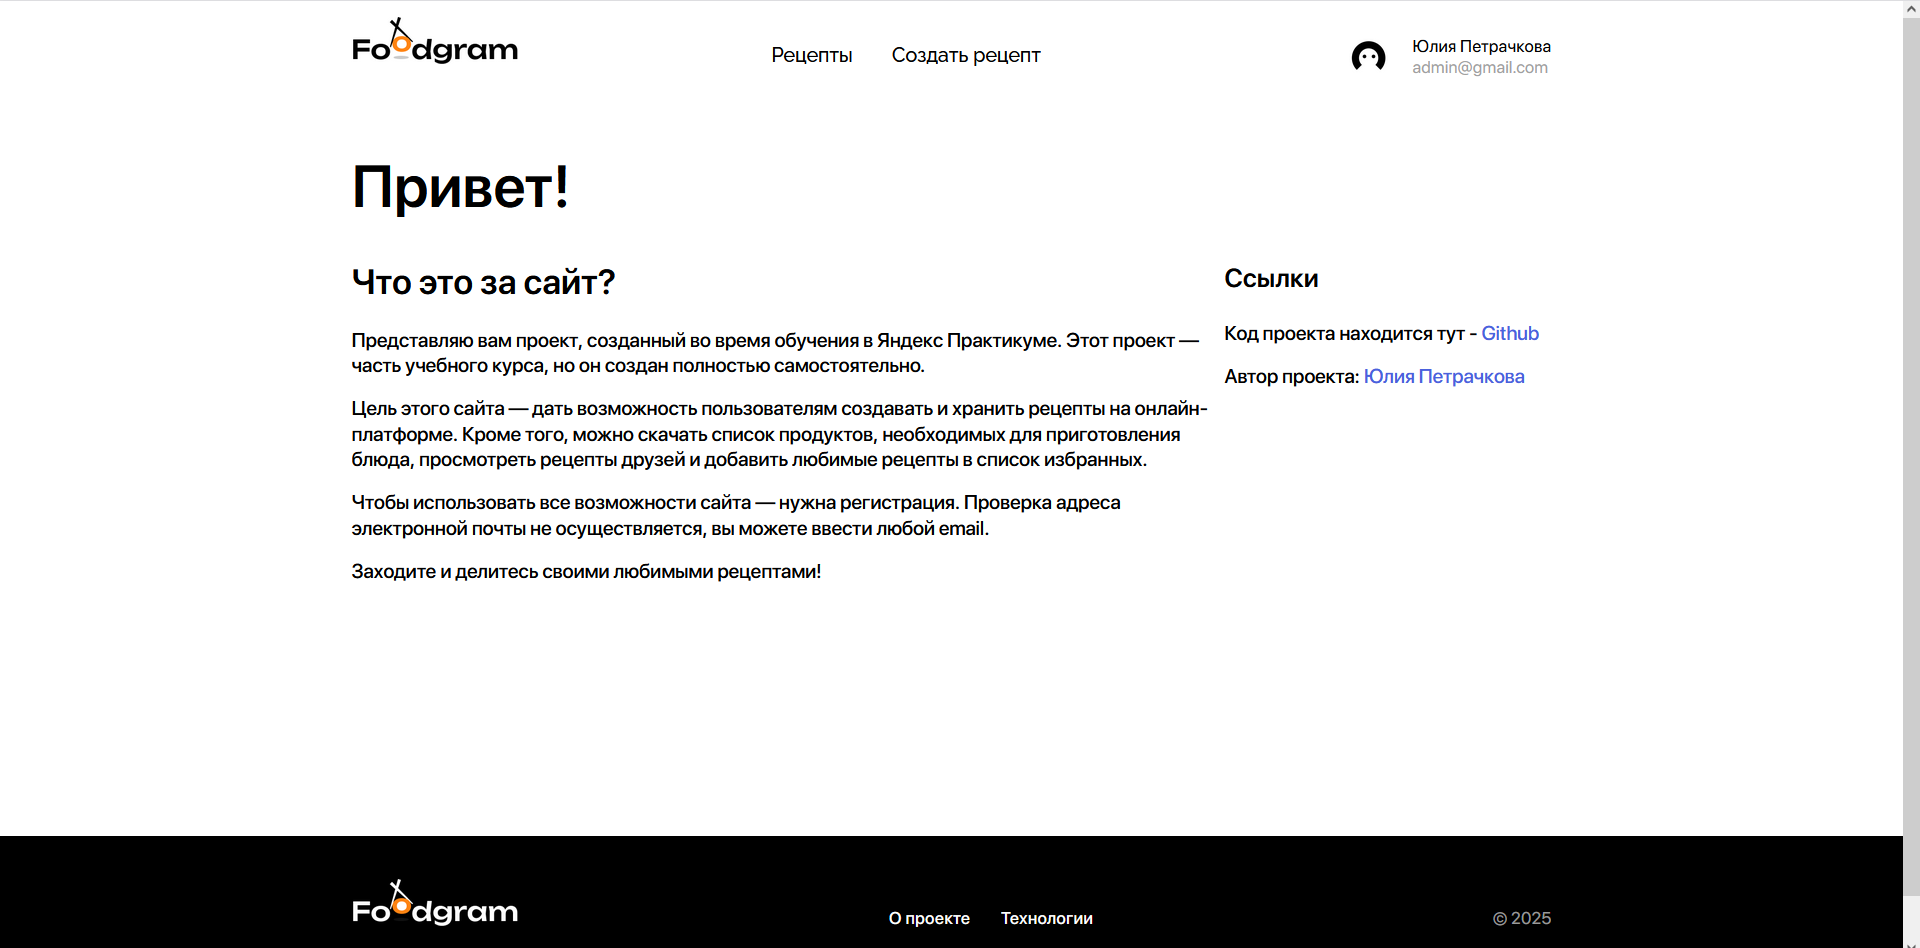 Foodgram
Рецепты
Создать рецепт
Юлия Петрачкова
admin@gmail.com
Привет!
Что это за сайт?
Представляю вам проект, созданный во время обучения в Яндекс Практикуме. Этот проект —
часть учебного курса, но он создан полностью самостоятельно.
Цель этого сайта — дать возможность пользователям создавать и хранить рецепты на онлайн-
платформе. Кроме того, можно скачать список продуктов, необходимых для приготовления
блюда, просмотреть рецепты друзей и добавить любимые рецепты в список избранных.
Чтобы использовать все возможности сайта — нужна регистрация. Проверка адреса
электронной почты не осуществляется, вы можете ввести любой email.
Заходите и делитесь своими любимыми рецептами!
Ссылки
Код проекта находится тут - Github
Автор проекта: Юлия Петрачкова
Foodgram
О проекте
Технологии
© 2025